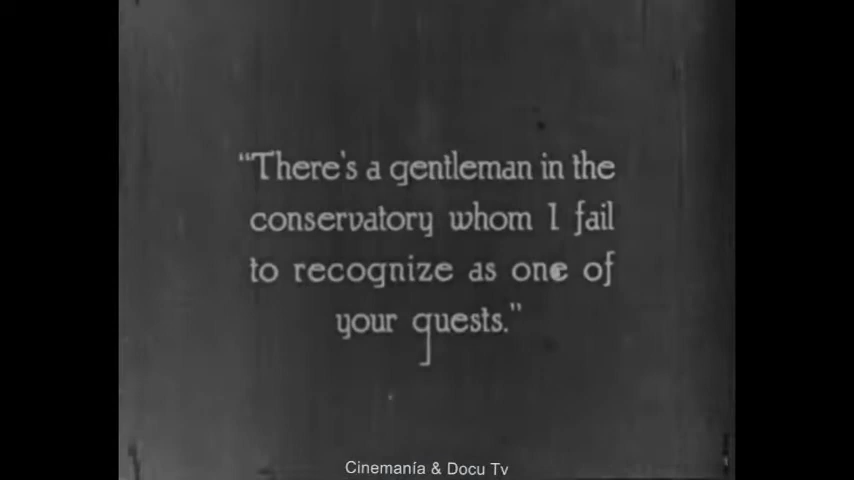 “There's a gentleman in the
conservatory whom I fail
to recognize as one of
your guests.”
Cinemanía & Docu Tv